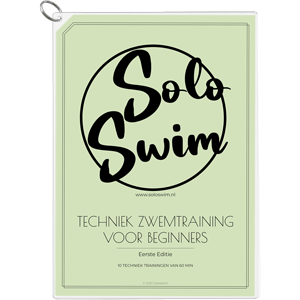 Solo
Swim
www.soloswim.nl
TECHNIEK ZWEMTRAINING
VOOR BEGINNERS
Eerste Editie
10 TECHNIEK TRAININGEN VAN 60 MIN